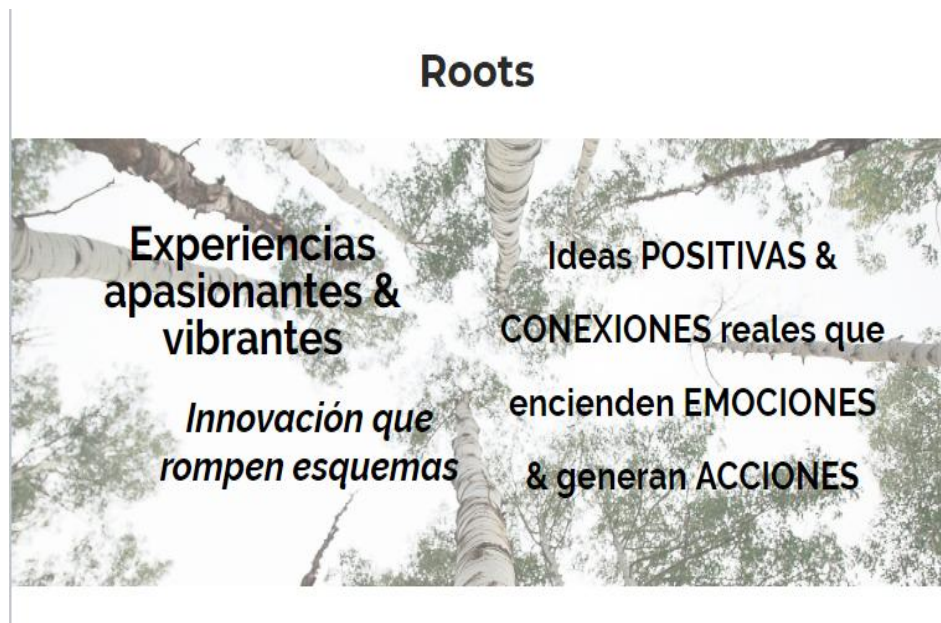 Roots
Experiencias
apasionantes &
vibrantes
Innovación que
rompen esquemas
Ideas POSITIVAS &
CONEXIONES reales que
encienden EMOCIONES
& generan ACCIONES